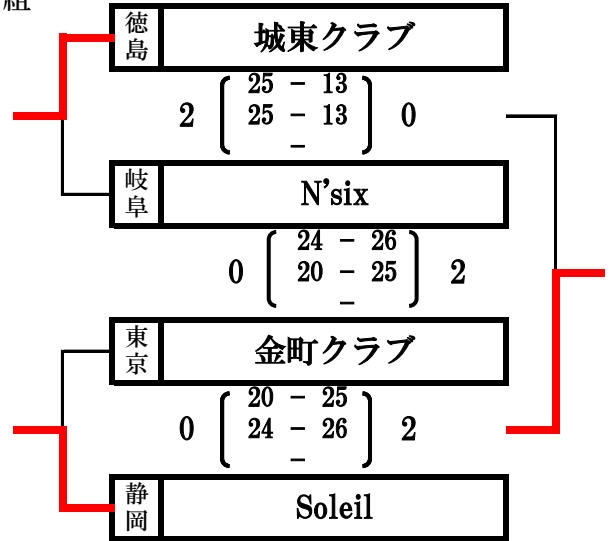 組
徳島 城東クラブ
25 − 13
2 25 − 13 0
−
岐阜 N'six
24 − 26
0 20 − 25 2
−
東京 金町クラブ
20 − 25
0 24 − 26 2
−
静岡 Soleil